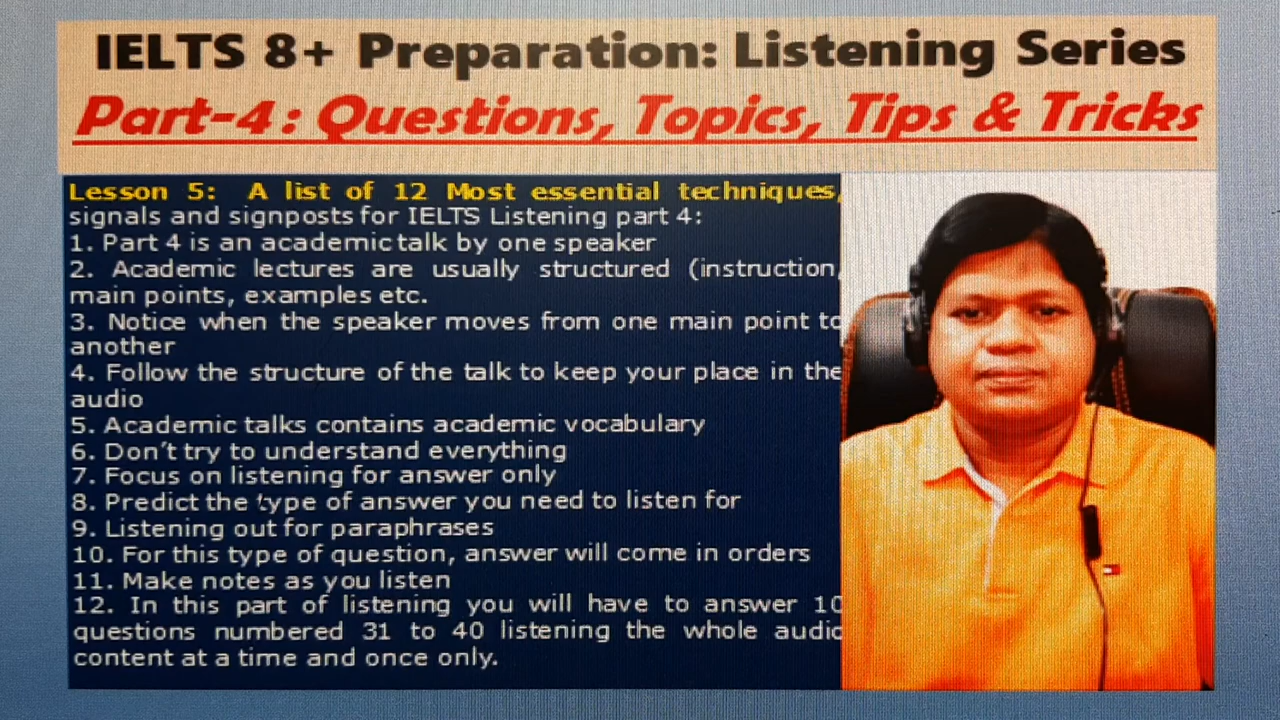 IELTS 8+ Preparation: Listening Series
Part-4: Questions, Topics, Tips & Tricks
Lesson 5: A list of 12 Most essential techniques,
signals and signposts for IELTS Listening part 4:
1. Part 4 is an academic talk by one speaker
2. Academic lectures are usually structured (instruction,
main points, examples etc.
3. Notice when the speaker moves from one main point to
another
4. Follow the structure of the talk to keep your place in the
audio
5. Academic talks contains academic vocabulary
6. Don't try to understand everything
7. Focus on listening for answer only
8. Predict the type of answer you need to listen for
9. Listening out for paraphrases
10. For this type of question, answer will come in orders
11. Make notes as you listen
12. In this part of listening you will have to answer 10
questions numbered 31 to 40 listening the whole audio
content at a time and once only.